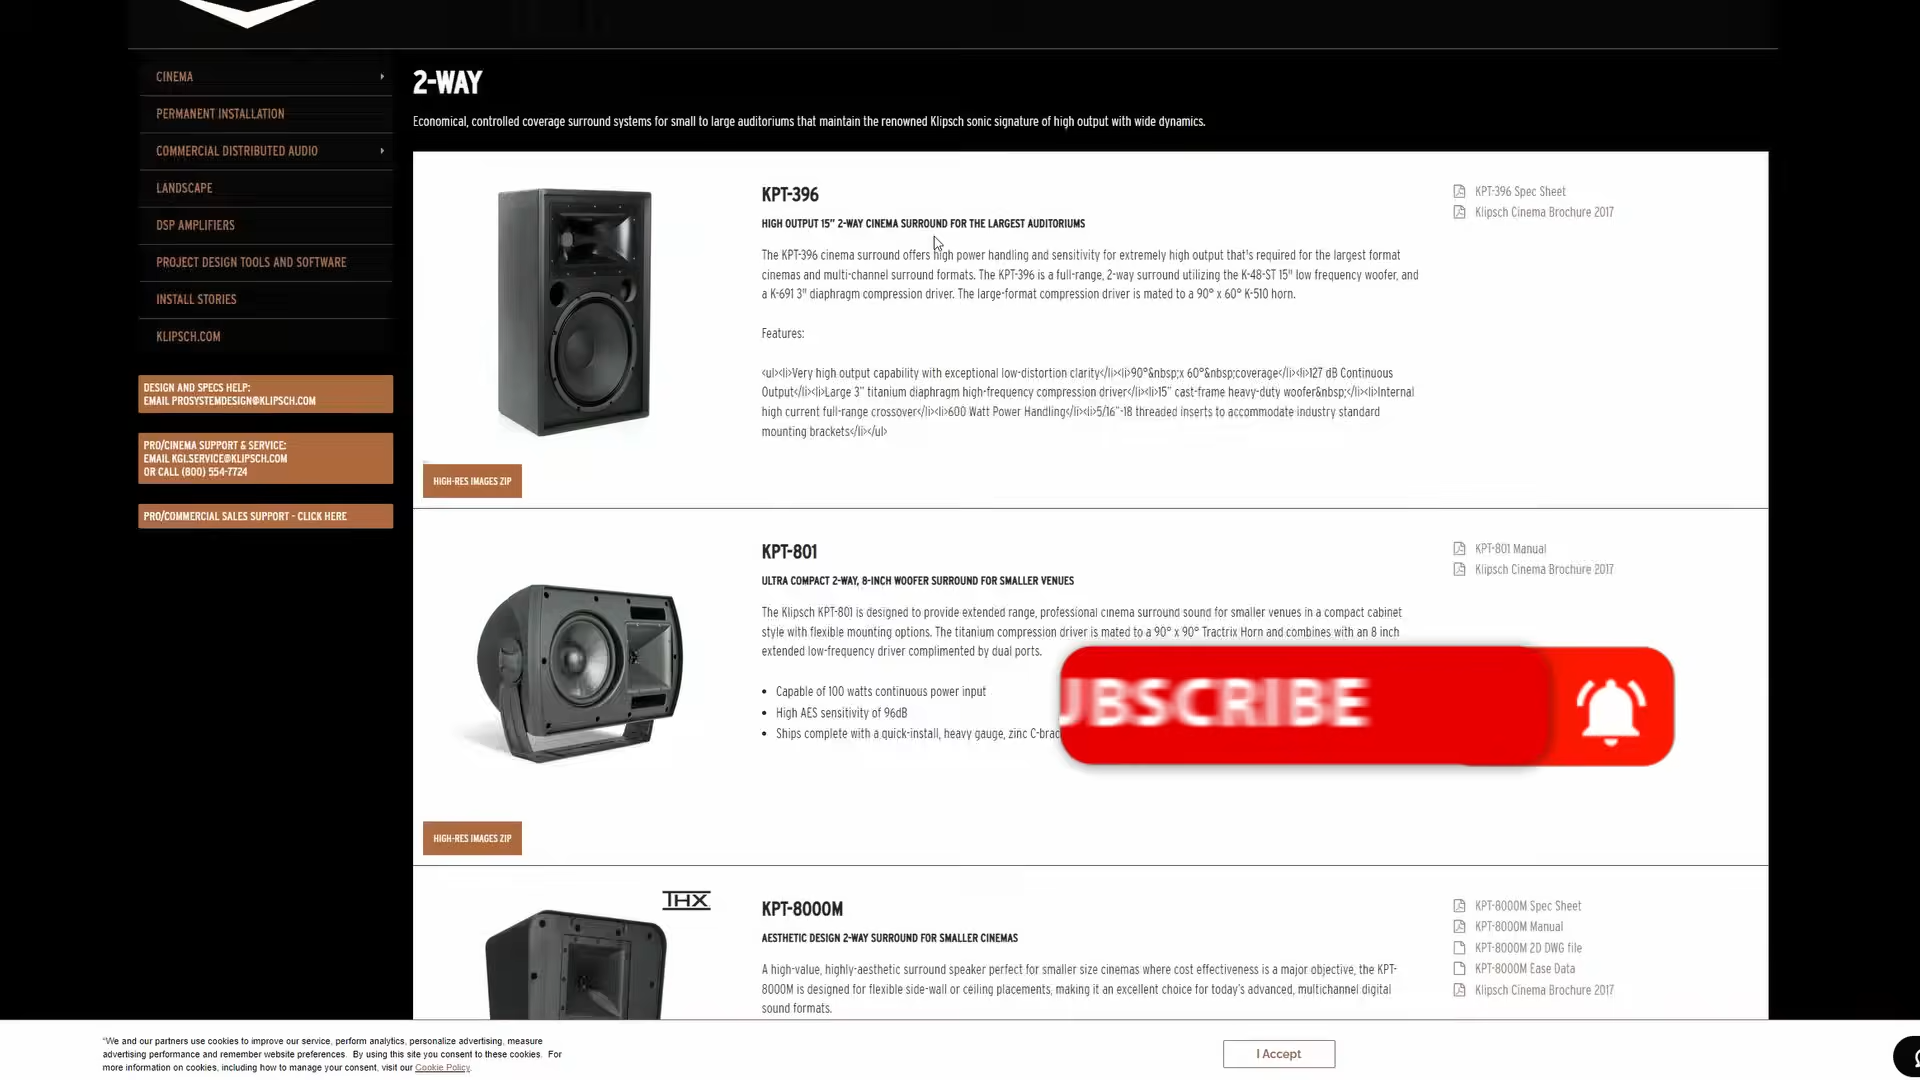 CINEMA
PERMANENT INSTALLATION
COMMERCIAL DISTRIBUTED AUDIO
LANDSCAPE
DSP AMPLIFIERS
PROJECT DESIGN TOOLS AND SOFTWARE
INSTALL STORIES
KLIPSCH.COM
DESIGN AND SPECS HELP:
EMAIL PROSYSTEMDESIGN@KLIPSCH.COM
PRO/CINEMA SUPPORT & SERVICE:
EMAIL KGI.SERVICE@KLIPSCH.COM
OR CALL (800) 554-7724
PRO/COMMERCIAL SALES SUPPORT - CLICK HERE
2-WAY
Economical, controlled coverage surround systems for small to large auditoriums that maintain the renowned Klipsch sonic signature of high output with wide dynamics.
KPT-396
HIGH OUTPUT 15" 2-WAY CINEMA SURROUND FOR THE LARGEST AUDITORIUMS
The KPT-396 cinema surround offers high power handling and sensitivity for extremely high output that's required for the largest format
cinemas and multi-channel surround formats. The KPT-396 is a full-range, 2-way surround utilizing the K-48-ST 15" low frequency woofer, and
a K-691 3" diaphragm compression driver. The large-format compression driver is mated to a 90° x 60° K-510 horn.
Features:
<ul><li>Very high output capability with exceptional low-distortion clarity</li><li>90°&nbsp;x 60°&nbsp;coverage</li><li>127 dB Continuous
Output</li><li>Large 3" titanium diaphragm high-frequency compression driver</li><li>15" cast-frame heavy-duty woofer&nbsp;</li><li>Internal
high current full-range crossover</li><li>600 Watt Power Handling</li><li>5/16"-18 threaded inserts to accommodate industry standard
mounting brackets</li></ul>
KPT-396 Spec Sheet
Klipsch Cinema Brochure 2017
HIGH-RES IMAGES ZIP
KPT-801
ULTRA COMPACT 2-WAY, 8-INCH WOOFER SURROUND FOR SMALLER VENUES
The Klipsch KPT-801 is designed to provide extended range, professional cinema surround sound for smaller venues in a compact cabinet
style with flexible mounting options. The titanium compression driver is mated to a 90° x 90° Tractrix Horn and combines with an 8 inch
extended low-frequency driver complimented by dual ports.
• Capable of 100 watts continuous power input
• High AES sensitivity of 96dB
• Ships complete with a quick-install, heavy gauge, zinc C-brac
KPT-801 Manual
Klipsch Cinema Brochure 2017
UBSCRIBE
HIGH-RES IMAGES ZIP
THX
KPT-8000M
AESTHETIC DESIGN 2-WAY SURROUND FOR SMALLER CINEMAS
A high-value, highly-aesthetic surround speaker perfect for smaller size cinemas where cost effectiveness is a major objective, the KPT-
8000M is designed for flexible side-wall or ceiling placements, making it an excellent choice for today's advanced, multichannel digital
sound formats.
KPT-8000M Spec Sheet
KPT-8000M Manual
KPT-8000M 2D DWG file
KPT-8000M Ease Data
Klipsch Cinema Brochure 2017
"We and our partners use cookies to improve our service, perform analytics, personalize advertising, measure
advertising performance and remember website preferences. By using this site you consent to these cookies. For
more information on cookies, including how to manage your consent, visit our Cookie Policy.
I Accept